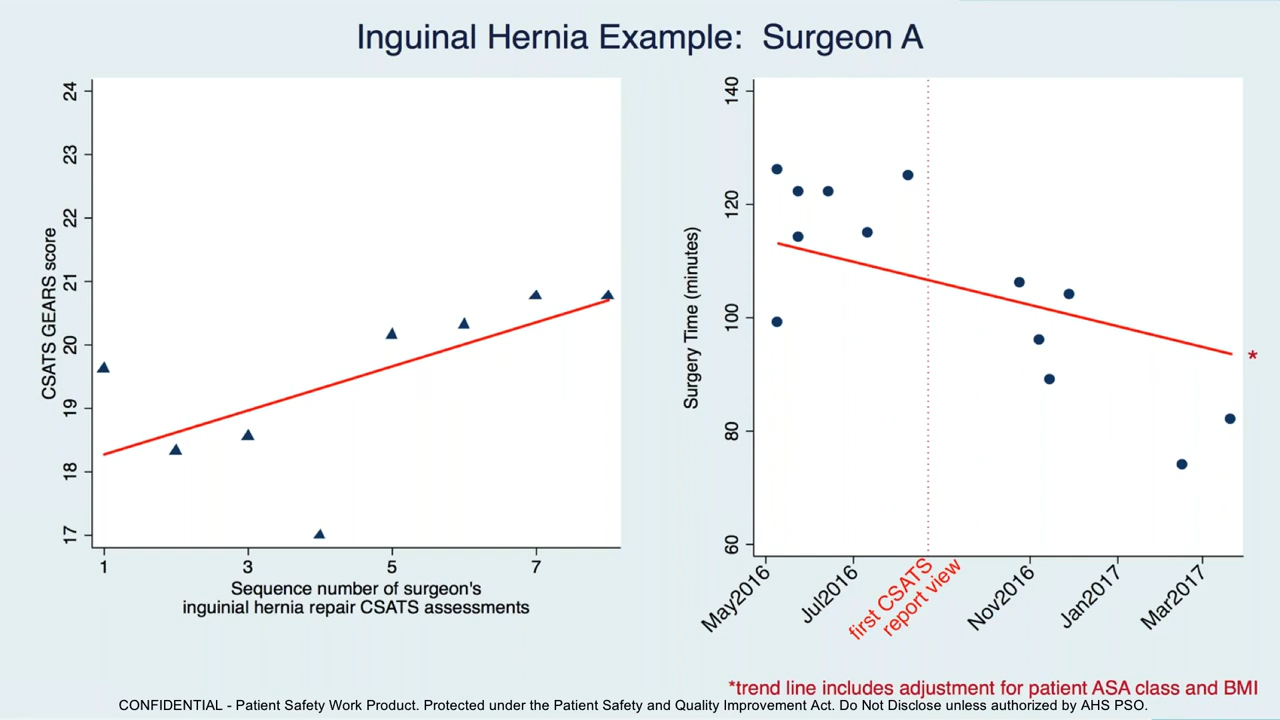 Inguinal Hernia Example:  Surgeon A
24
23
22
21
20
19
18
17
CSATS GEARS score
1
3
5
7
Sequence number of surgeon's
inguinial hernia repair CSATS assessments
140
120
100
80
60
Surgery Time (minutes)
*
May2016
Jul2016
first CSATS
report view
Nov2016
Jan2017
Mar2017
*trend line includes adjustment for patient ASA class and BMI
CONFIDENTIAL - Patient Safety Work Product. Protected under the Patient Safety and Quality Improvement Act. Do Not Disclose unless authorized by AHS PSO.